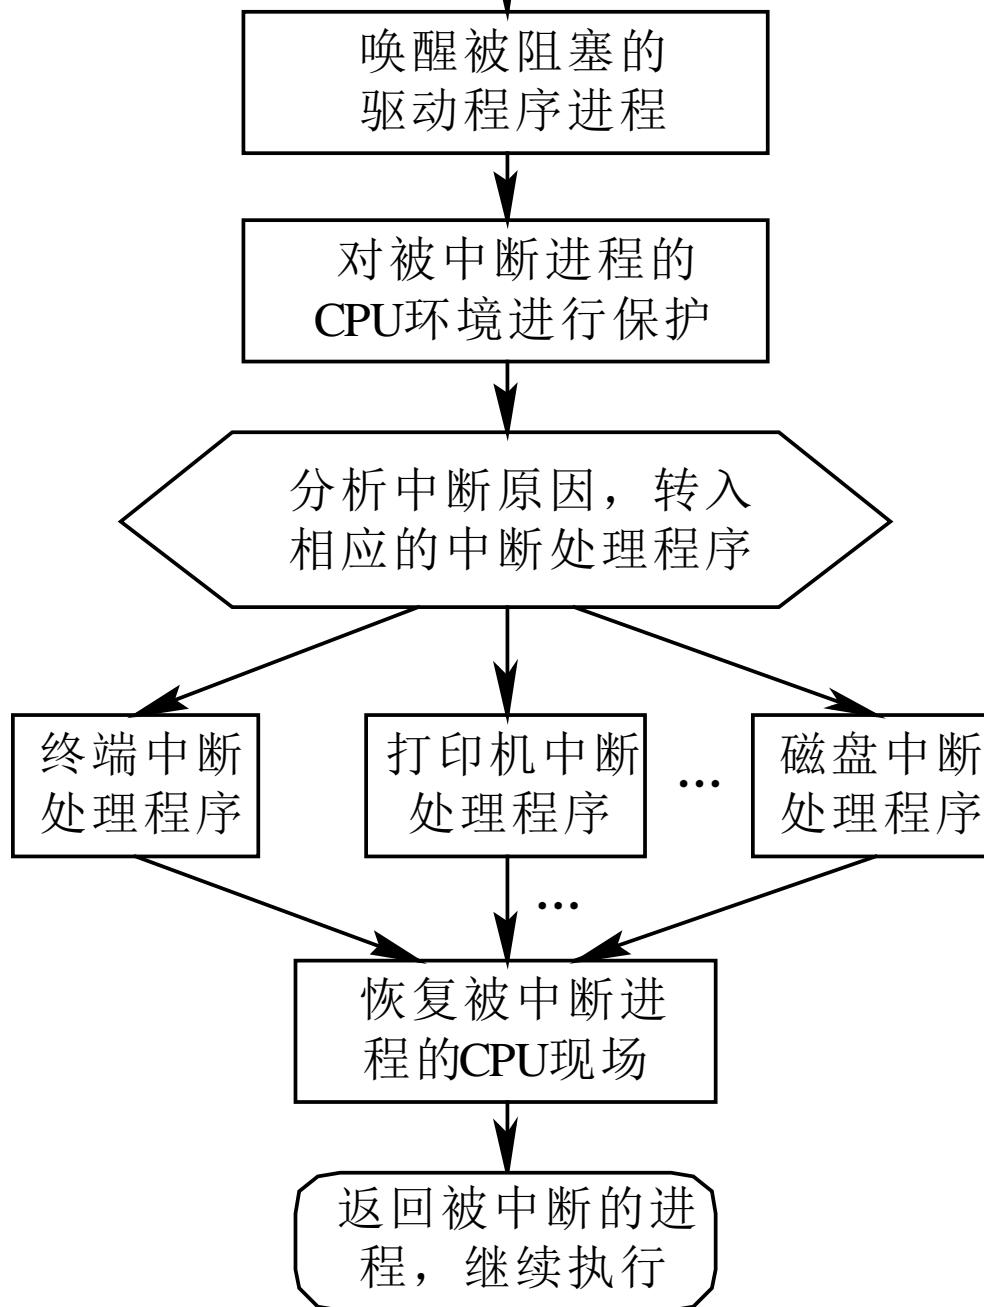 唤醒被阻塞的
驱动程序进程
对被中断进程的
CPU环境进行保护
分析中断原因，转入
相应的中断处理程序
终端中断
处理程序
打印机中断
处理程序
...
磁盘中断
处理程序
...
恢复被中断进
程的CPU现场
返回被中断的进
程，继续执行